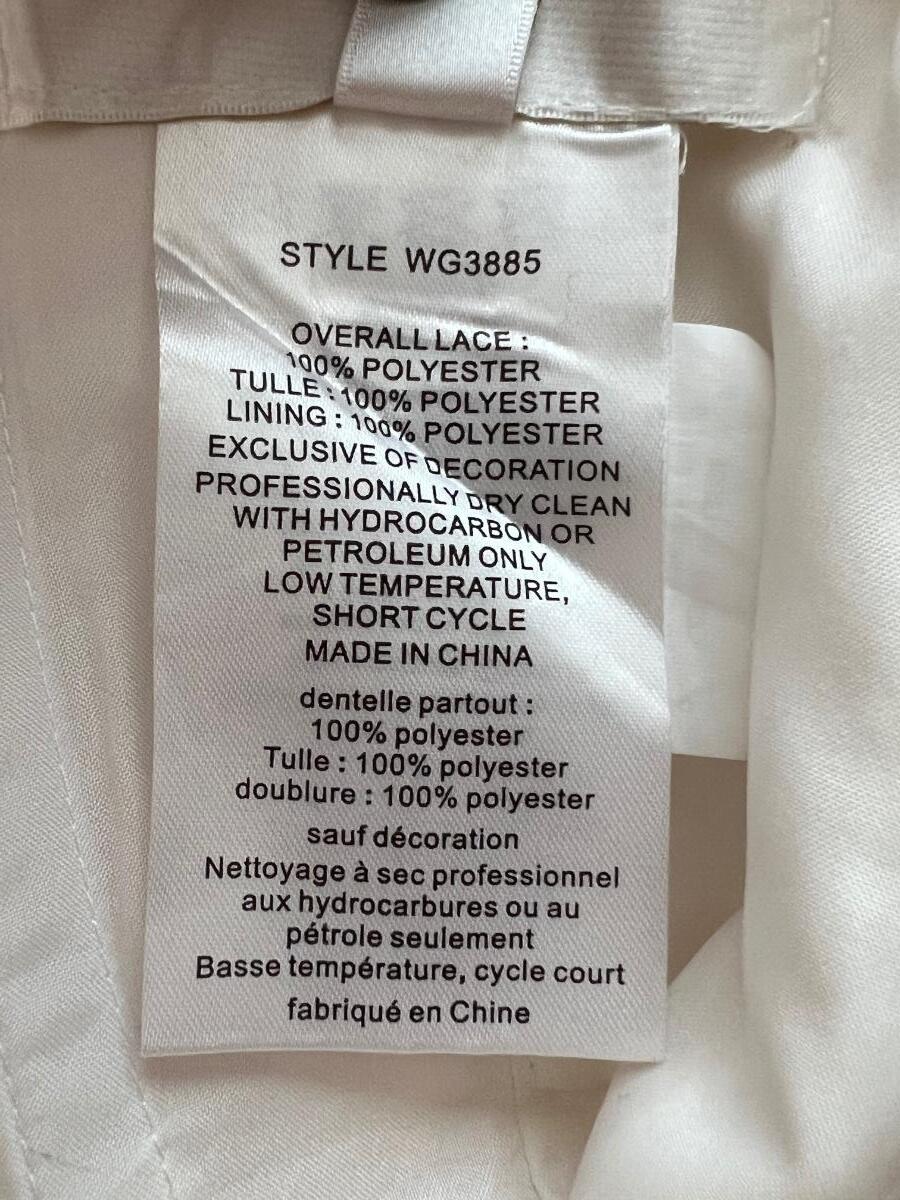 STYLE WG3885
OVERALL LACE :
100% POLYESTER
TULLE : 100% POLYESTER
LINING : 100% POLYESTER
EXCLUSIVE OF DECORATION
PROFESSIONALLY DRY CLEAN
WITH HYDROCARBON OR
PETROLEUM ONLY
LOW TEMPERATURE,
SHORT CYCLE
MADE IN CHINA
dentelle partout :
100% polyester
Tulle : 100% polyester
doublure : 100% polyester
sauf décoration
Nettoyage à sec professionnel
aux hydrocarbures ou au
pétrole seulement
Basse température, cycle court
fabriqué en Chine